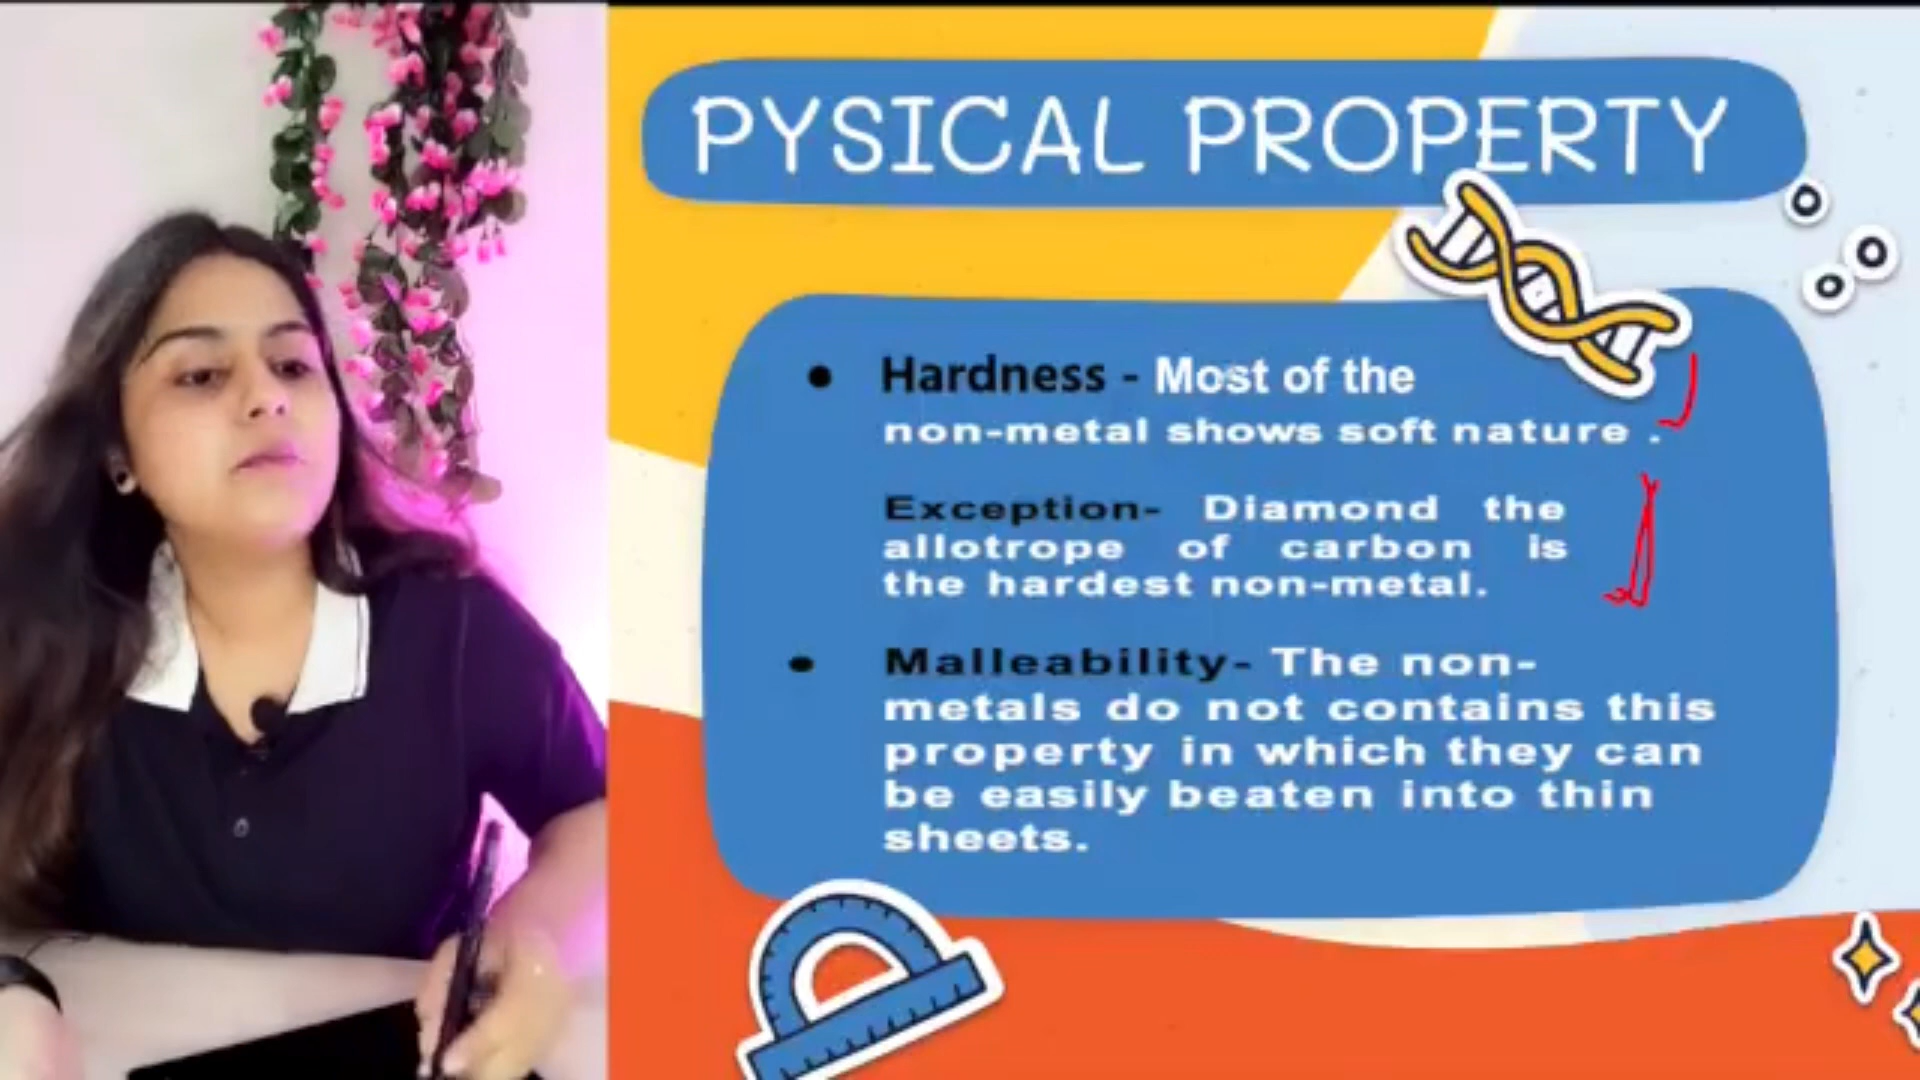 PYSICAL PROPERTY
● Hardness - Most of the
non-metal shows soft nature .
Exception- Diamond the
allotrope of carbon is
the hardest non-metal.
● Malleability- The non-
metals do not contains this
property in which they can
be easily beaten into thin
sheets.